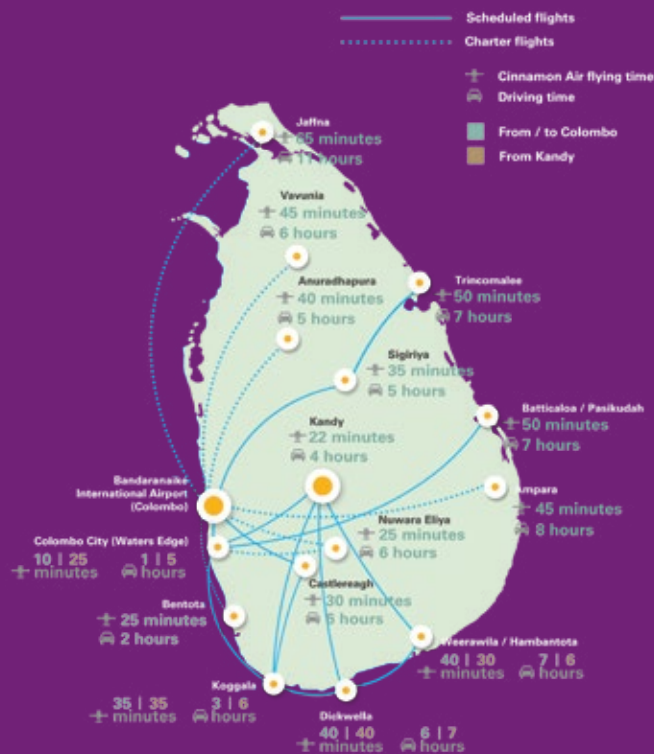 Scheduled flights
Charter flights
Cinnamon Air flying time
Driving time
From / to Colombo
From Kandy
Jaffna
65 minutes
11 hours
Vavunia
45 minutes
6 hours
Anuradhapura
40 minutes
5 hours
Trincomalee
50 minutes
7 hours
Sigiriya
35 minutes
5 hours
Batticaloa / Pasikudah
50 minutes
7 hours
Kandy
22 minutes
4 hours
Bandaranaike
International Airport
(Colombo)
Ampara
45 minutes
8 hours
Nuwara Eliya
25 minutes
6 hours
Colombo City (Waters Edge)
10 | 25 1 | 5
minutes hours
Castlereagh
30 minutes
5 hours
Bentota
25 minutes
2 hours
Weerawila / Hambantota
40 | 30 7 | 6
minutes hours
Koggala
35 | 35 3 | 6
minutes hours
Dickwella
40 | 40 6 | 7
minutes hours